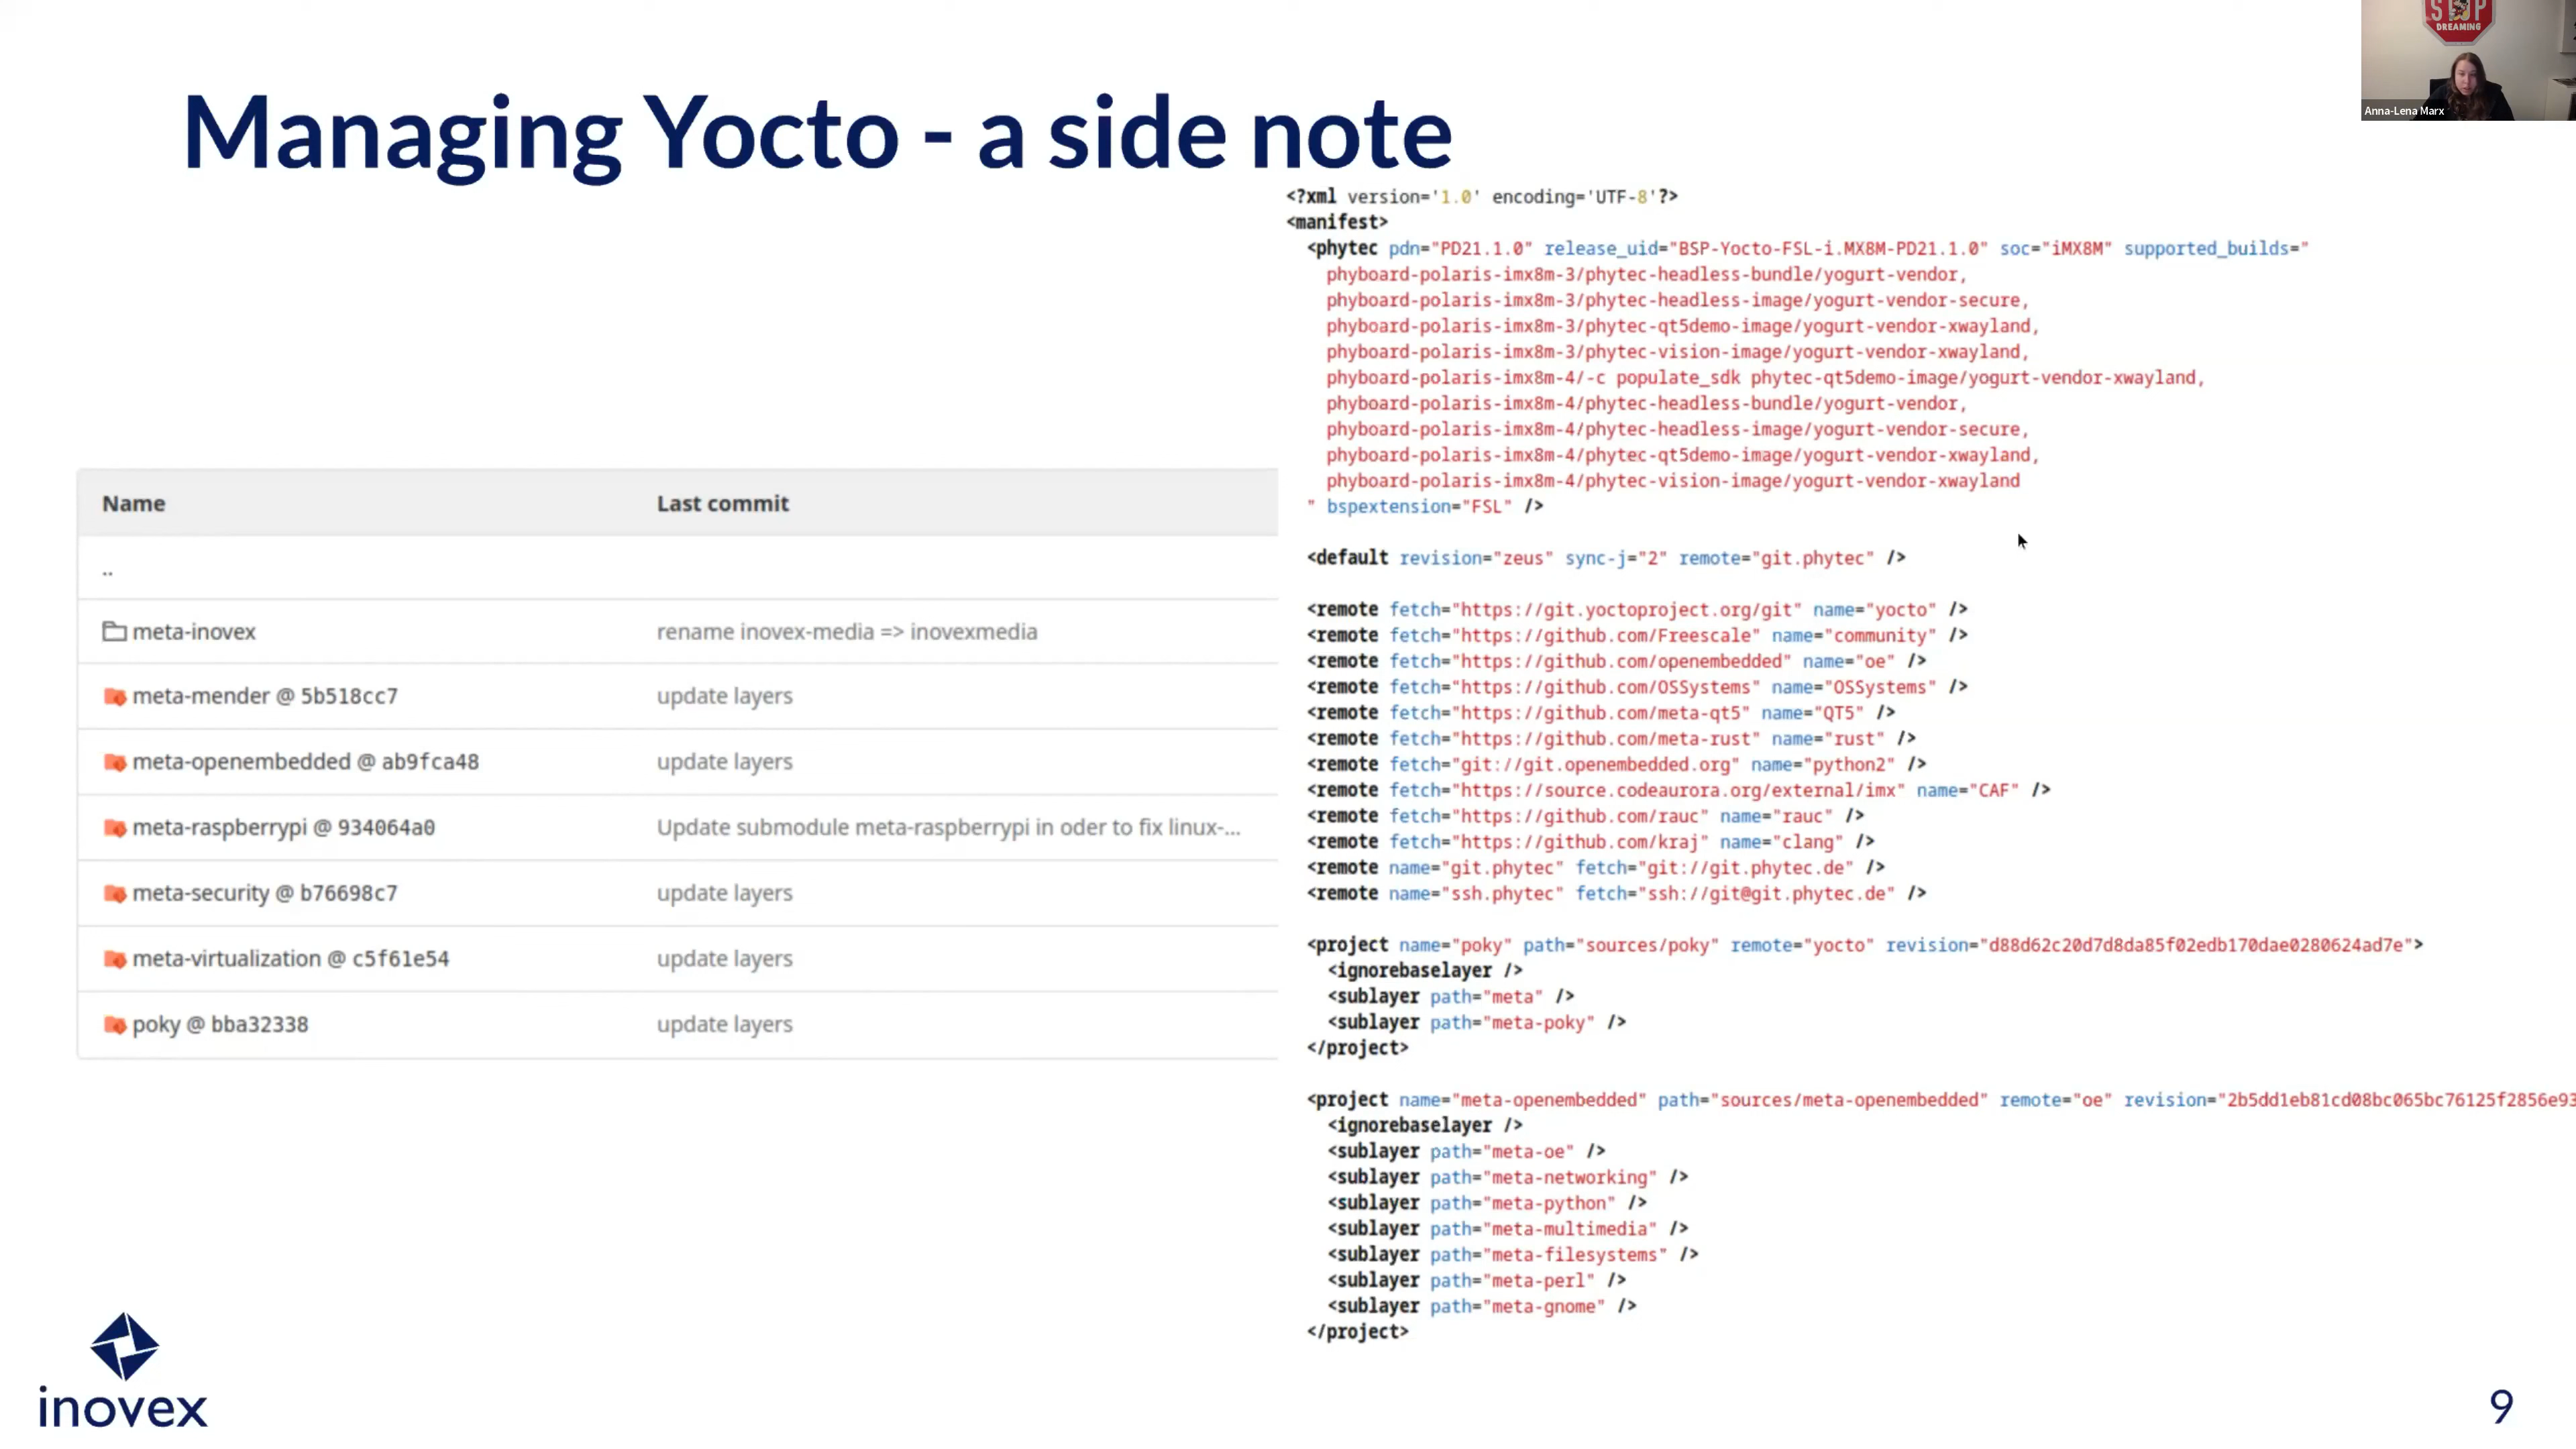 STOP
DREAMING
Anna-Lena Marx
Managing Yocto - a side note
Name Last commit
..
meta-inovex rename inovex-media => inovexmedia
meta-mender @ 5b518cc7 update layers
meta-openembedded @ ab9fca48 update layers
meta-raspberrypi @ 934064a0 Update submodule meta-raspberrypi in oder to fix linux-...
meta-security @ b76698c7 update layers
meta-virtualization @ c5f61e54 update layers
poky @ bba32338 update layers
<?xml version='1.0' encoding='UTF-8'?>
<manifest>
<phytec pdn="PD21.1.0" release_uid="BSP-Yocto-FSL-i.MX8M-PD21.1.0" soc="iMX8M" supported_builds="
phyboard-polaris-imx8m-3/phytec-headless-bundle/yogurt-vendor,
phyboard-polaris-imx8m-3/phytec-headless-image/yogurt-vendor-secure,
phyboard-polaris-imx8m-3/phytec-qt5demo-image/yogurt-vendor-xwayland,
phyboard-polaris-imx8m-3/phytec-vision-image/yogurt-vendor-xwayland,
phyboard-polaris-imx8m-4/-c populate_sdk phytec-qt5demo-image/yogurt-vendor-xwayland,
phyboard-polaris-imx8m-4/phytec-headless-bundle/yogurt-vendor,
phyboard-polaris-imx8m-4/phytec-headless-image/yogurt-vendor-secure,
phyboard-polaris-imx8m-4/phytec-qt5demo-image/yogurt-vendor-xwayland,
phyboard-polaris-imx8m-4/phytec-vision-image/yogurt-vendor-xwayland
" bspextension="FSL" />
<default revision="zeus" sync-j="2" remote="git.phytec" />
<remote fetch="https://git.yoctoproject.org/git" name="yocto" />
<remote fetch="https://github.com/Freescale" name="community" />
<remote fetch="https://github.com/openembedded" name="oe" />
<remote fetch="https://github.com/OSSystems" name="OSSystems" />
<remote fetch="https://github.com/meta-qt5" name="QT5" />
<remote fetch="https://github.com/meta-rust" name="rust" />
<remote fetch="git://git.openembedded.org" name="python2" />
<remote fetch="https://source.codeaurora.org/external/imx" name="CAF" />
<remote fetch="https://github.com/rauc" name="rauc" />
<remote fetch="https://github.com/kraj" name="clang" />
<remote name="git.phytec" fetch="git://git.phytec.de" />
<remote name="ssh.phytec" fetch="ssh://git@git.phytec.de" />
<project name="poky" path="sources/poky" remote="yocto" revision="d88d62c20d7d8da85f02edb170dae0280624ad7e">
<ignorebaselayer />
<sublayer path="meta" />
<sublayer path="meta-poky" />
</project>
<project name="meta-openembedded" path="sources/meta-openembedded" remote="oe" revision="2b5dd1eb81cd08bc065bc76125f2856e93
<ignorebaselayer />
<sublayer path="meta-oe" />
<sublayer path="meta-networking" />
<sublayer path="meta-python" />
<sublayer path="meta-multimedia" />
<sublayer path="meta-filesystems" />
<sublayer path="meta-perl" />
<sublayer path="meta-gnome" />
</project>
inovex
9